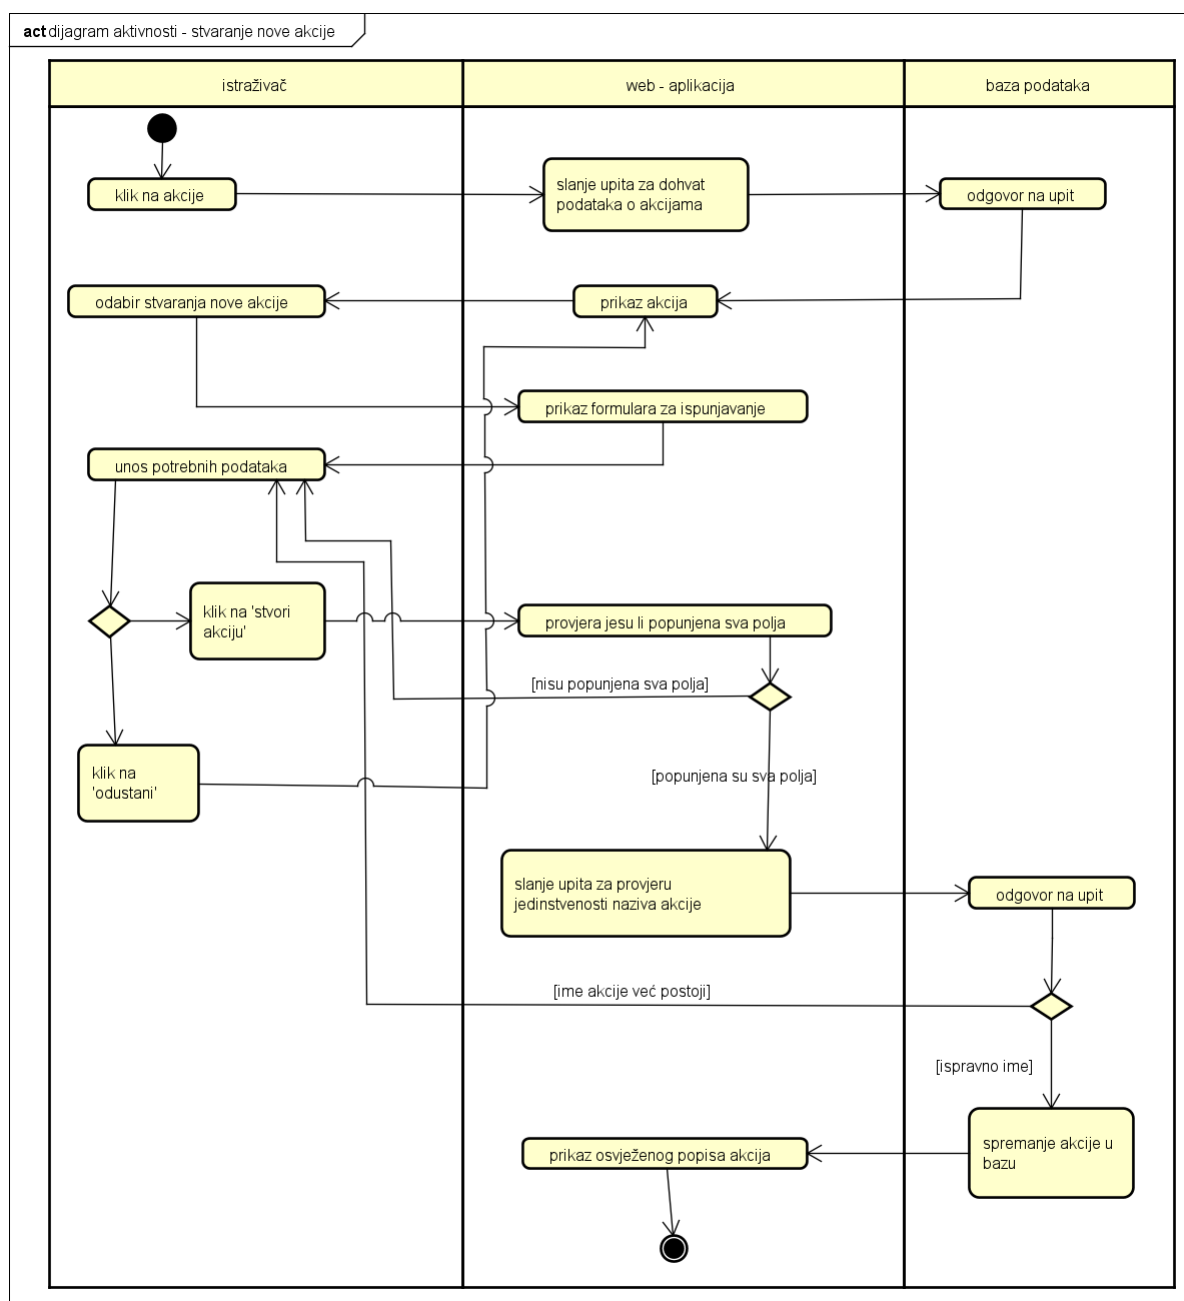 act dijagram aktivnosti - stvaranje nove akcije
istraživač
web - aplikacija
baza podataka
klik na akcije
slanje upita za dohvat
podataka o akcijama
odgovor na upit
odabir stvaranja nove akcije
prikaz akcija
prikaz formulara za ispunjavanje
unos potrebnih podataka
klik na 'stvori
akciju'
provjera jesu li popunjena sva polja
[nisu popunjena sva polja]
klik na
'odustani'
[popunjena su sva polja]
slanje upita za provjeru
jedinstvenosti naziva akcije
odgovor na upit
[ime akcije već postoji]
[ispravno ime]
spremanje akcije u
bazu
prikaz osvježenog popisa akcija